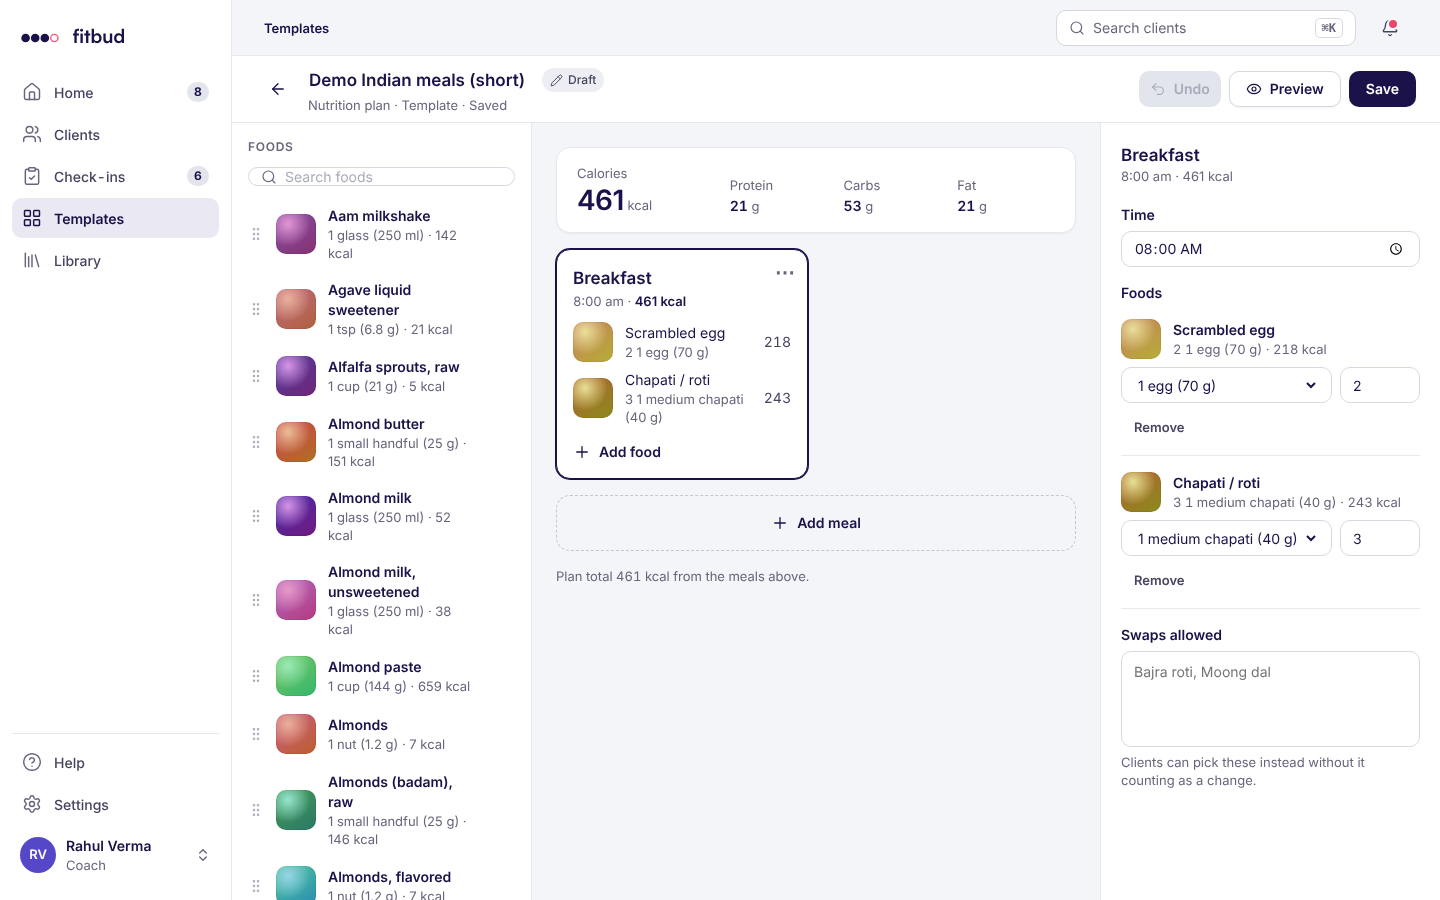 fitbud
Home 8
Clients
Check-ins 6
Templates
Library
Help
Settings
RV
Rahul Verma
Coach
Templates
Search clients ⌘K
Demo Indian meals (short) Draft
Nutrition plan · Template · Saved
Undo
Preview
Save
FOODS
Search foods
Aam milkshake
1 glass (250 ml) · 142
kcal
Agave liquid
sweetener
1 tsp (6.8 g) · 21 kcal
Alfalfa sprouts, raw
1 cup (21 g) · 5 kcal
Almond butter
1 small handful (25 g) ·
151 kcal
Almond milk
1 glass (250 ml) · 52
kcal
Almond milk,
unsweetened
1 glass (250 ml) · 38
kcal
Almond paste
1 cup (144 g) · 659 kcal
Almonds
1 nut (1.2 g) · 7 kcal
Almonds (badam),
raw
1 small handful (25 g) ·
146 kcal
Almonds, flavored
1 nut (1.2 g) · 7 kcal
Calories
461 kcal
Protein
21 g
Carbs
53 g
Fat
21 g
Breakfast
8:00 am · 461 kcal
Scrambled egg
2 1 egg (70 g)
218
Chapati / roti
3 1 medium chapati
(40 g)
243
Add food
Add meal
Plan total 461 kcal from the meals above.
Breakfast
8:00 am · 461 kcal
Time
08:00 AM
Foods
Scrambled egg
2 1 egg (70 g) · 218 kcal
1 egg (70 g)
2
Remove
Chapati / roti
3 1 medium chapati (40 g) · 243 kcal
1 medium chapati (40 g)
3
Remove
Swaps allowed
Bajra roti, Moong dal
Clients can pick these instead without it
counting as a change.